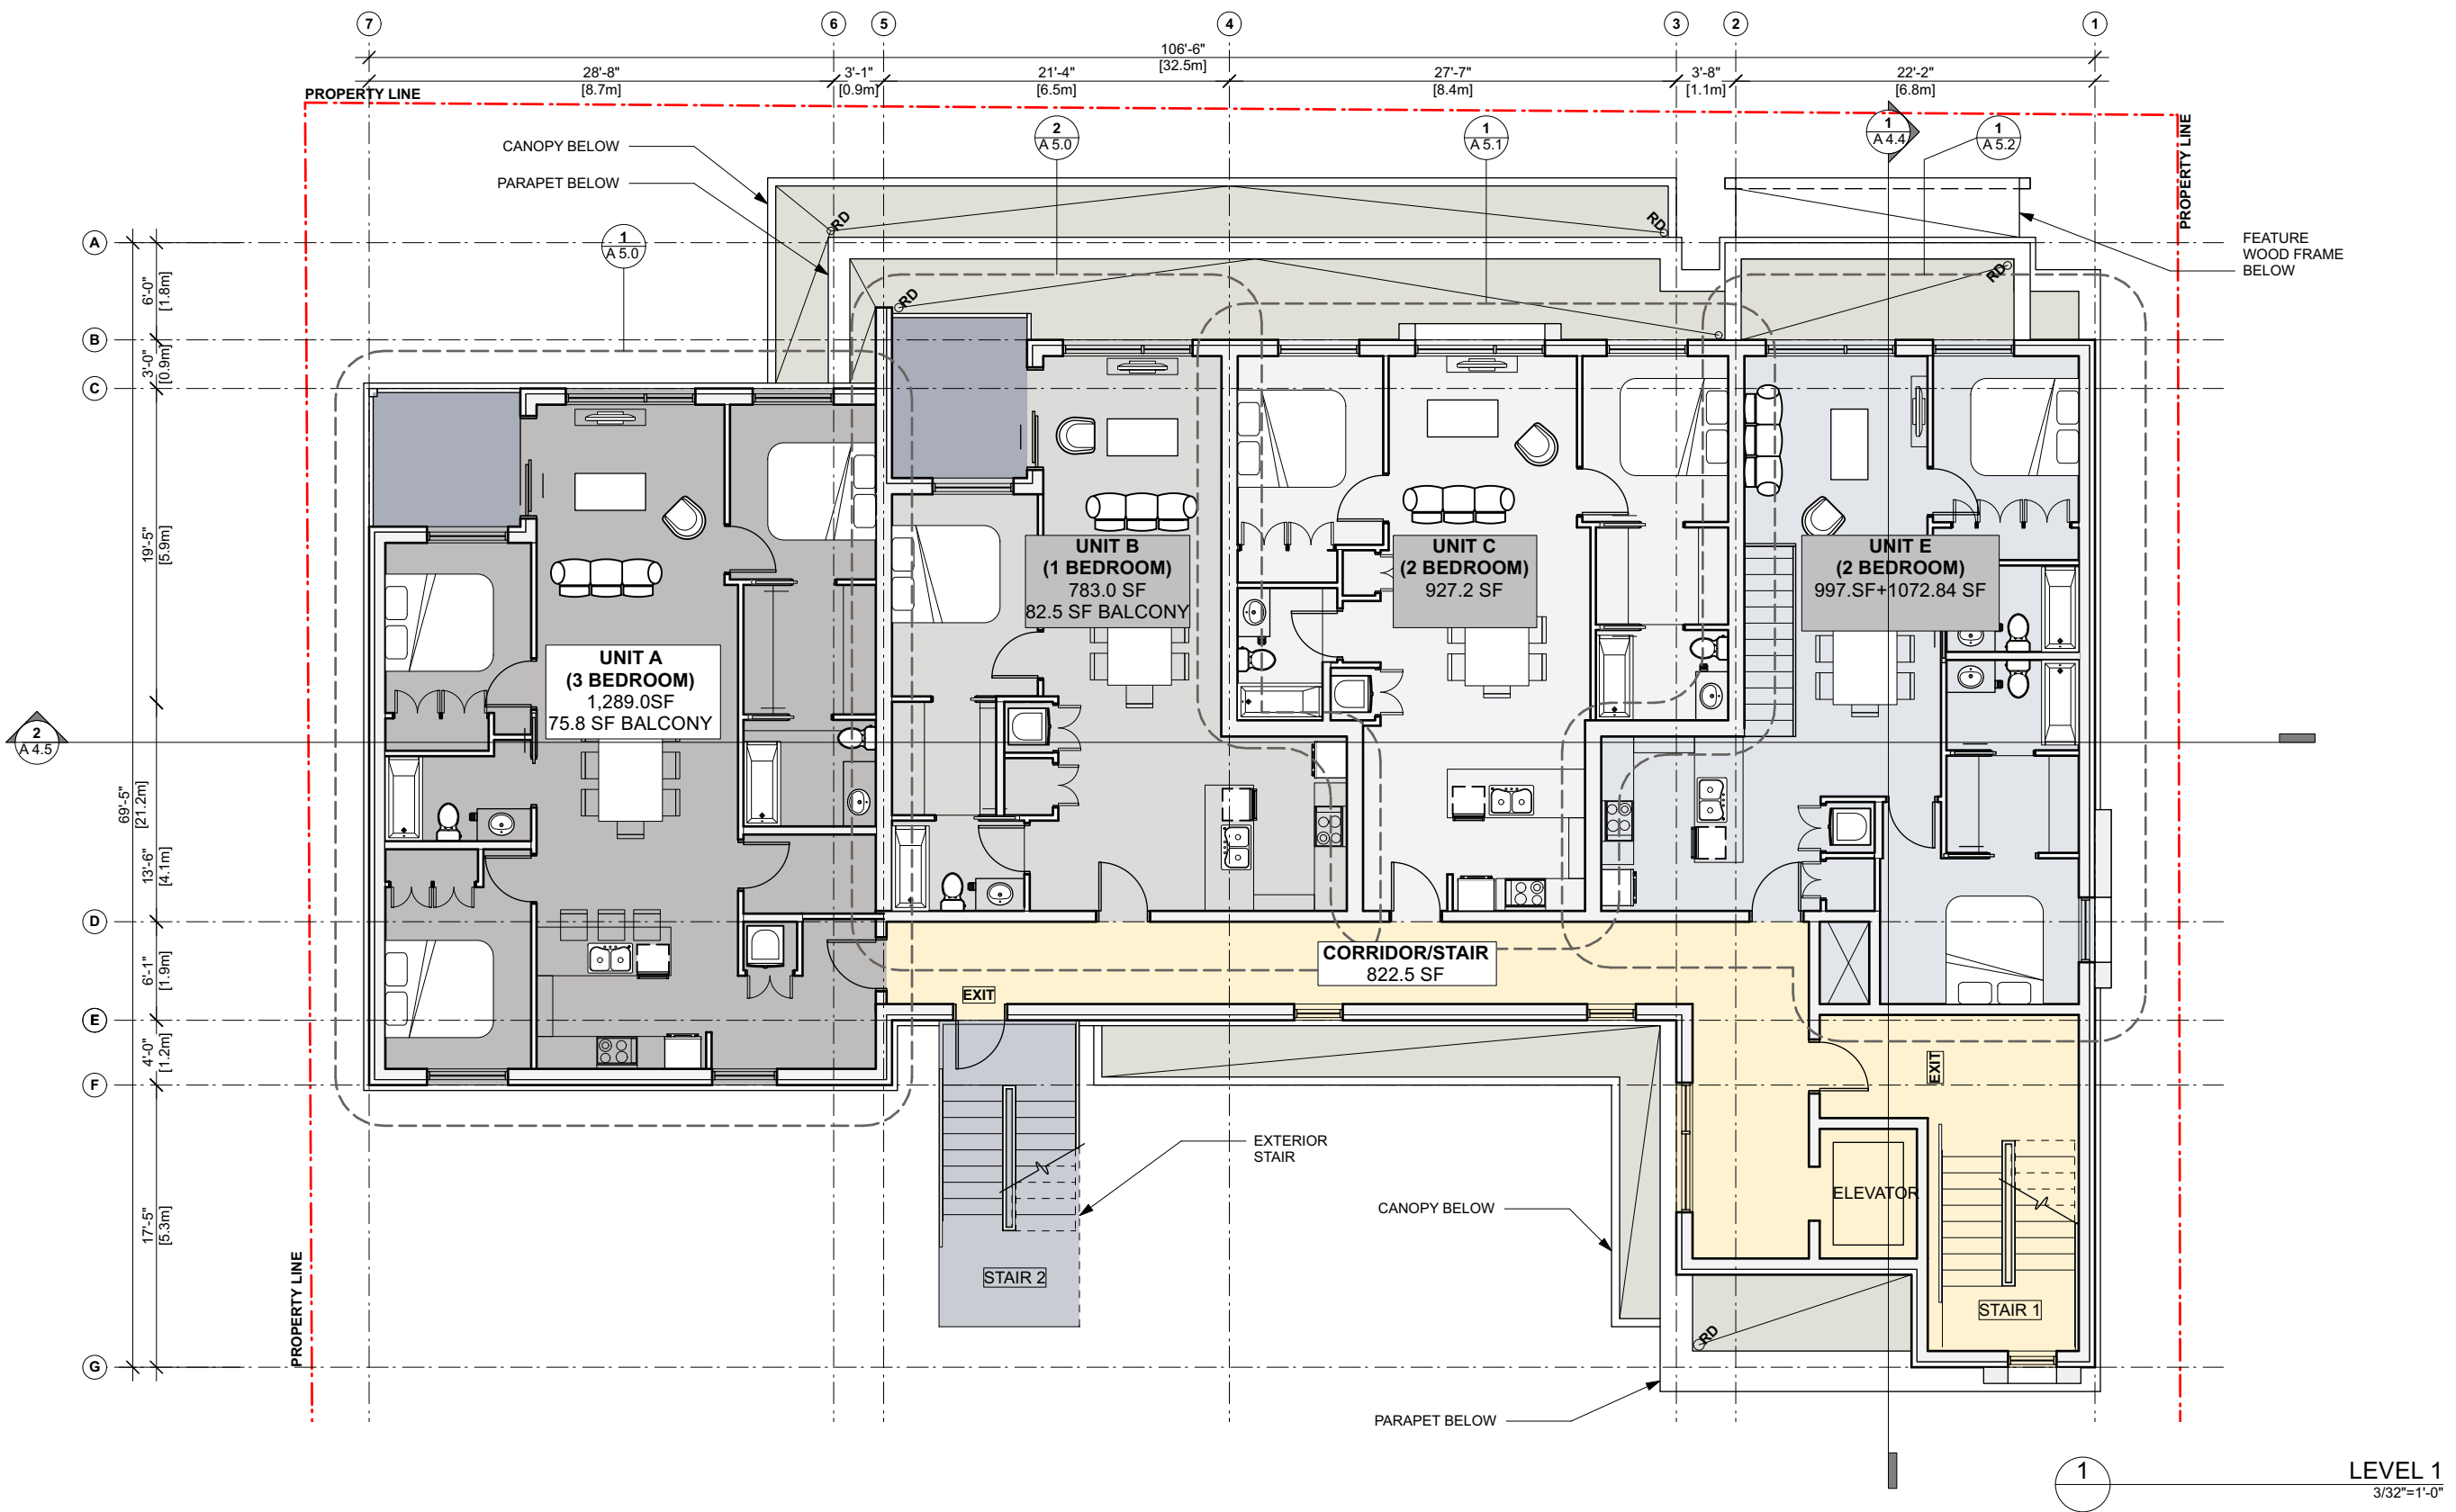 7
6
5
4
3
2
1
106'-6"
[32.5m]
28'-8"
[8.7m]
3'-1"
[0.9m]
21'-4"
[6.5m]
27'-7"
[8.4m]
3'-8"
[1.1m]
22'-2"
[6.8m]
PROPERTY LINE
PROPERTY LINE
CANOPY BELOW
PARAPET BELOW
2
A 5.0
1
A 5.1
1
A 4.4
1
A 5.2
1
A 5.0
RD
RD
RD
RD
FEATURE
WOOD FRAME
BELOW
A
6'-0"
[1.8m]
B
3'-0"
[0.9m]
C
19'-5"
[5.9m]
UNIT B
(1 BEDROOM)
783.0 SF
82.5 SF BALCONY
UNIT C
(2 BEDROOM)
927.2 SF
UNIT E
(2 BEDROOM)
997.SF+1072.84 SF
UNIT A
(3 BEDROOM)
1,289.0SF
75.8 SF BALCONY
2
A 4.5
69'-5"
[21.2m]
13'-6"
[4.1m]
D
6'-1"
[1.9m]
CORRIDOR/STAIR
822.5 SF
EXIT
E
4'-0"
[1.2m]
EXIT
F
17'-5"
[5.3m]
EXTERIOR
STAIR
CANOPY BELOW
ELEVATOR
STAIR 2
STAIR 1
PROPERTY LINE
RD
G
PARAPET BELOW
1
LEVEL 1
3/32"=1'-0"